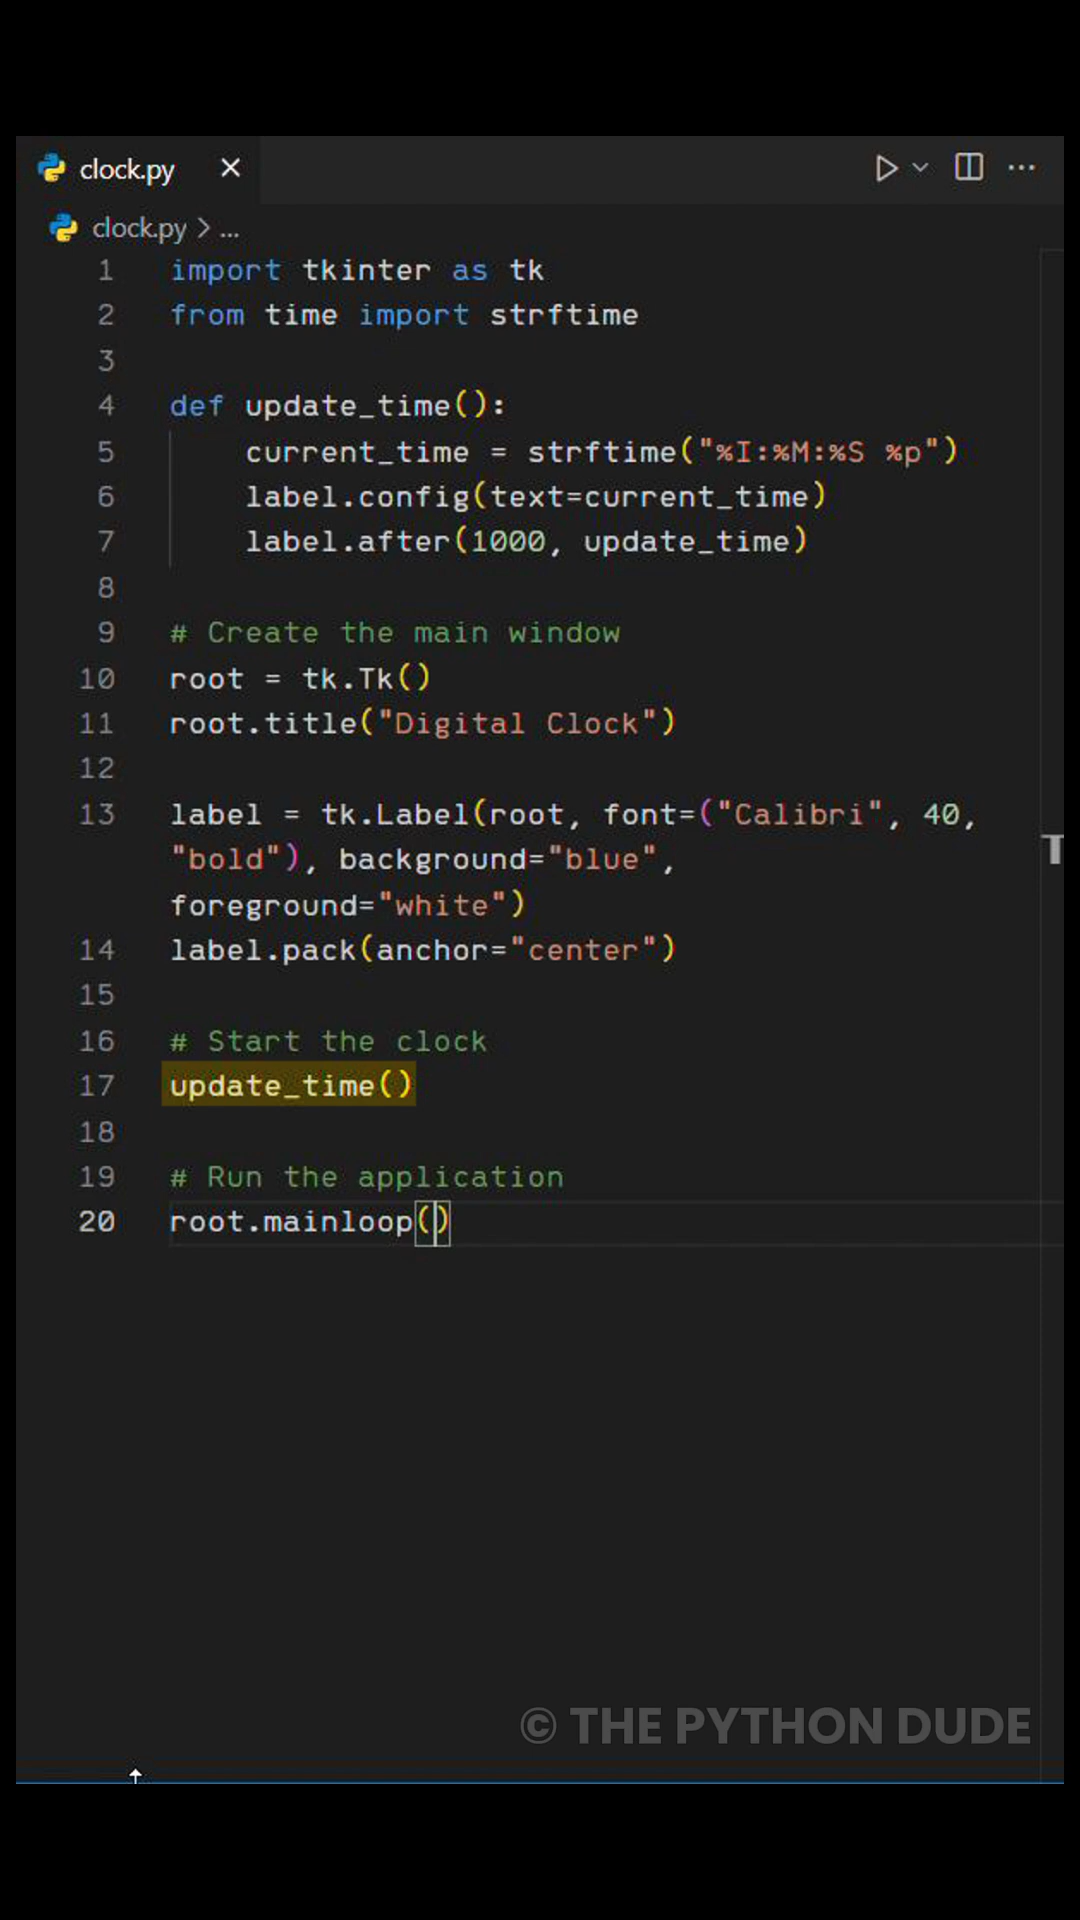 clock.py
clock.py > ...
1 import tkinter as tk
2 from time import strftime
3
4 def update_time():
5     current_time = strftime("%I:%M:%S %p")
6     label.config(text=current_time)
7     label.after(1000, update_time)
8
9 # Create the main window
10 root = tk.Tk()
11 root.title("Digital Clock")
12
13 label = tk.Label(root, font=("Calibri", 40,
"bold"), background="blue",
foreground="white")
14 label.pack(anchor="center")
15
16 # Start the clock
17 update_time()
18
19 # Run the application
20 root.mainloop()
T
© THE PYTHON DUDE